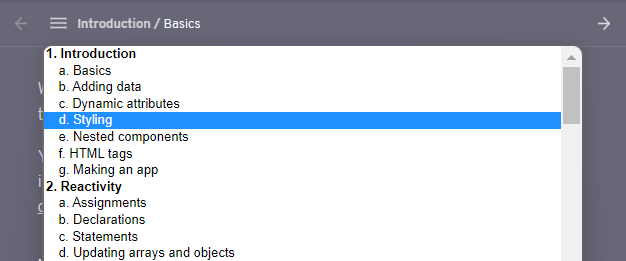 Introduction / Basics
1. Introduction
a. Basics
b. Adding data
c. Dynamic attributes
d. Styling
e. Nested components
f. HTML tags
g. Making an app
2. Reactivity
a. Assignments
b. Declarations
c. Statements
d. Updating arrays and objects